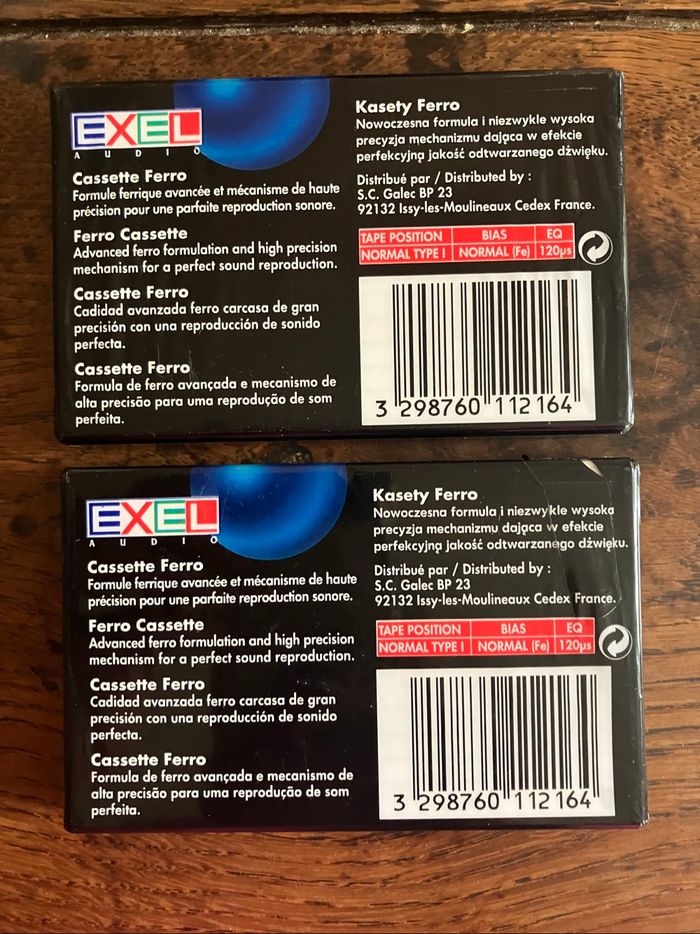 EXEL
AUDIO
Cassette Ferro
Formule ferrique avancée et mécanisme de haute
précision pour une parfaite reproduction sonore.
Ferro Cassette
Advanced ferro formulation and high precision
mechanism for a perfect sound reproduction.
Cassette Ferro
Cadidad avanzada ferro carcasa de gran
precisión con una reproducción de sonido
perfecta.
Cassette Ferro
Formula de ferro avançada e mecanismo de
alta precisão para uma reprodução de som
perfeita.
Kasety Ferro
Nowoczesna formula i niezwykle wysoka
precyzja mechanizmu dająca w efekcie
perfekcyjną jakość odtwarzanego dźwięku.
Distribué par / Distributed by :
S.C. Galec BP 23
92132 Issy-les-Moulineaux Cedex France.
TAPE POSITION BIAS EQ
NORMAL TYPE I NORMAL (Fe) 120µs
3 298760 112164
EXEL
AUDIO
Cassette Ferro
Formule ferrique avancée et mécanisme de haute
précision pour une parfaite reproduction sonore.
Ferro Cassette
Advanced ferro formulation and high precision
mechanism for a perfect sound reproduction.
Cassette Ferro
Cadidad avanzada ferro carcasa de gran
precisión con una reproducción de sonido
perfecta.
Cassette Ferro
Formula de ferro avançada e mecanismo de
alta precisão para uma reprodução de som
perfeita.
Kasety Ferro
Nowoczesna formula i niezwykle wysoka
precyzja mechanizmu dająca w efekcie
perfekcyjną jakość odtwarzanego dźwięku.
Distribué par / Distributed by :
S.C. Galec BP 23
92132 Issy-les-Moulineaux Cedex France.
TAPE POSITION BIAS EQ
NORMAL TYPE I NORMAL (Fe) 120µs
3 298760 112164